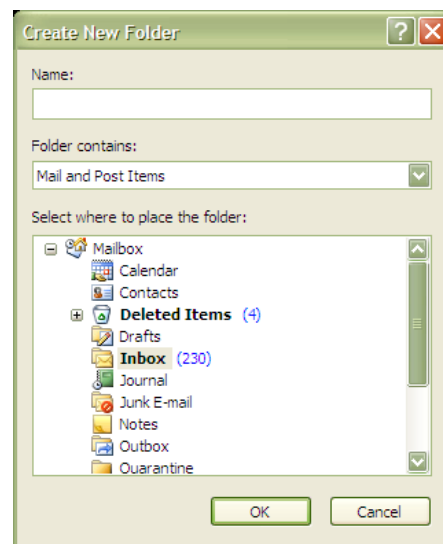 Create New Folder
Name:
Folder contains:
Mail and Post Items
Select where to place the folder:
Mailbox
Calendar
Contacts
Deleted Items (4)
Drafts
Inbox (230)
Journal
Junk E-mail
Notes
Outbox
Quarantine
OK Cancel